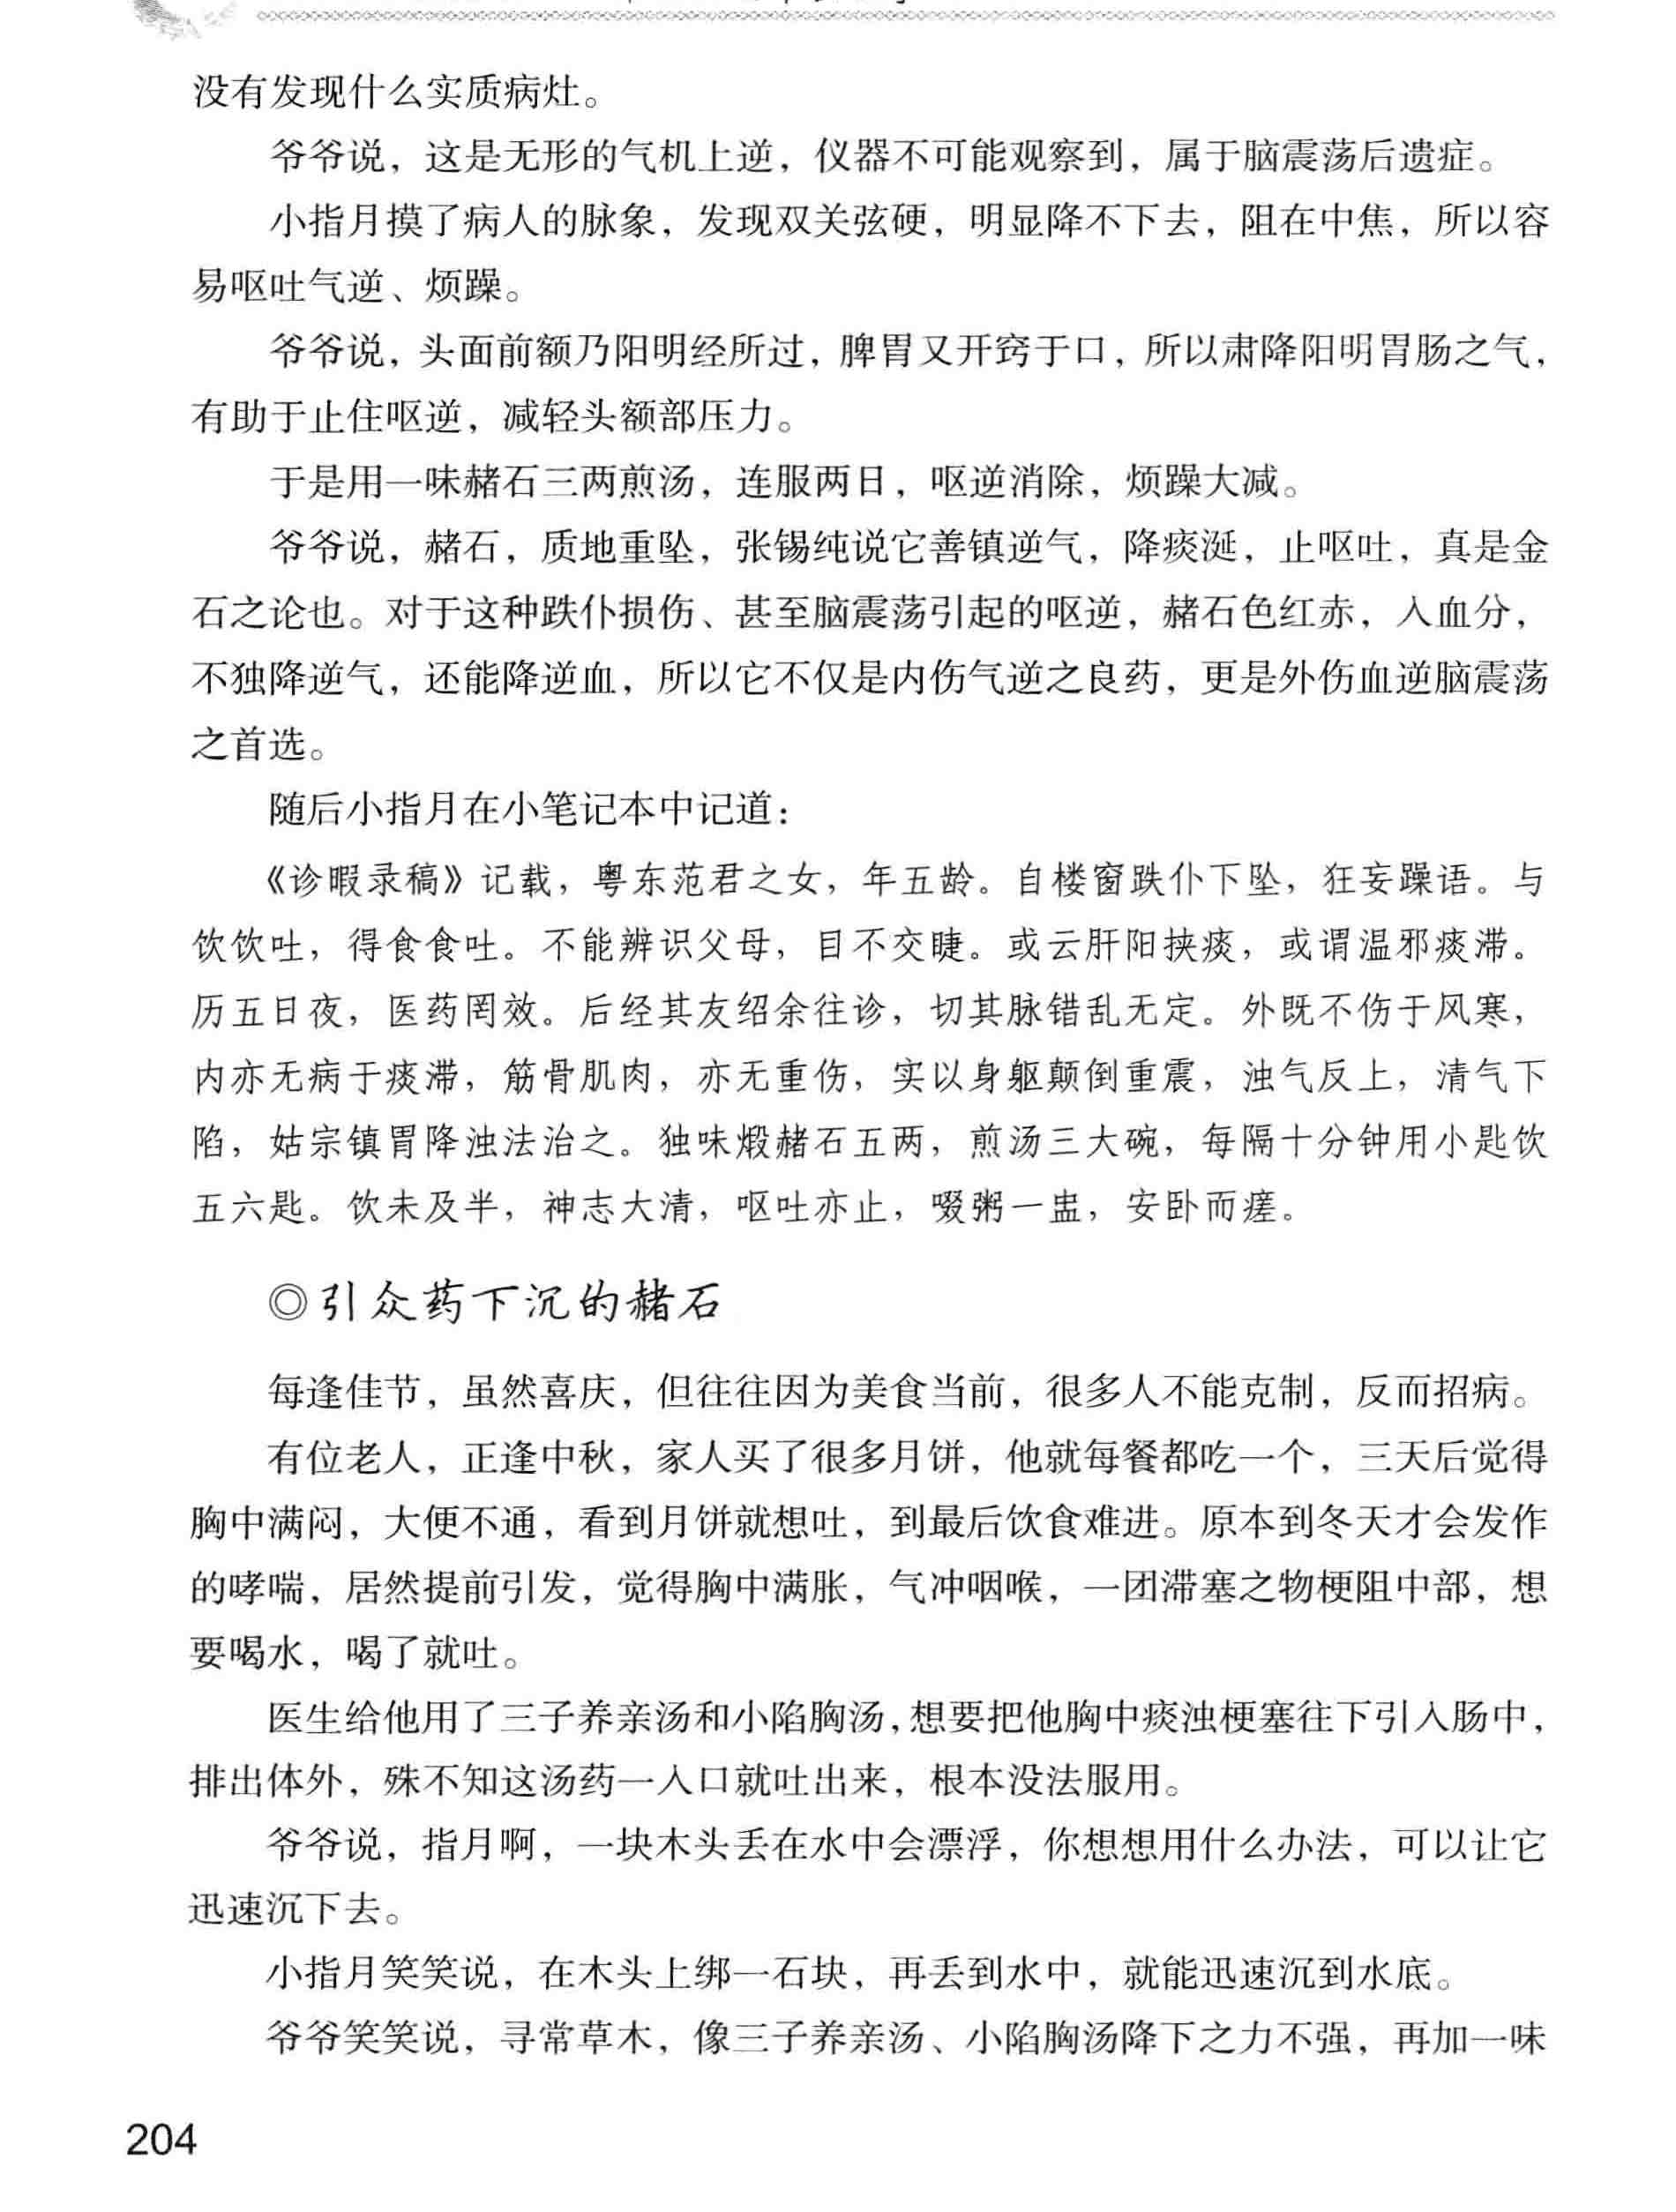 没有发现什么实质病灶。
爷爷说，这是无形的气机上逆，仪器不可能观察到，属于脑震荡后遗症。
小指月摸了病人的脉象，发现双关弦硬，明显降不下去，阻在中焦，所以容
易呕吐气逆、烦躁。
爷爷说，头面前额乃阳明经所过，脾胃又开窍于口，所以肃降阳明胃肠之气，
有助于止住呕逆，减轻头额部压力。
于是用一味赭石三两煎汤，连服两日，呕逆消除，烦躁大减。
爷爷说，赭石，质地重坠，张锡纯说它善镇逆气，降痰涎，止呕吐，真是金
石之论也。对于这种跌仆损伤、甚至脑震荡引起的呕逆，赭石色红赤，入血分，
不独降逆气，还能降逆血，所以它不仅是内伤气逆之良药，更是外伤血逆脑震荡
之首选。
随后小指月在小笔记本中记道：
《诊暇录稿》记载，粤东范君之女，年五龄。自楼窗跌仆下坠，狂妄躁语。与
饮饮吐，得食食吐。不能辨识父母，目不交睫。或云肝阳挟痰，或谓温邪痰滞。
历五日夜，医药罔效。后经其友绍余往诊，切其脉错乱无定。外既不伤于风寒，
内亦无病于痰滞，筋骨肌肉，亦无重伤，实以身躯颠倒重震，浊气反上，清气下
陷，姑宗镇胃降浊法治之。独味煅赭石五两，煎汤三大碗，每隔十分钟用小匙饮
五六匙。饮未及半，神志大清，呕吐亦止，啜粥一盅，安卧而瘥。
◎引众药下沉的赭石
每逢佳节，虽然喜庆，但往往因为美食当前，很多人不能克制，反而招病。
有位老人，正逢中秋，家人买了很多月饼，他就每餐都吃一个，三天后觉得
胸中满闷，大便不通，看到月饼就想吐，到最后饮食难进。原本到冬天才会发作
的哮喘，居然提前引发，觉得胸中满胀，气冲咽喉，一团滞塞之物梗阻中部，想
要喝水，喝了就吐。
医生给他用了三子养亲汤和小陷胸汤，想要把他胸中痰浊梗塞往下引入肠中，
排出体外，殊不知这汤药一入口就吐出来，根本没法服用。
爷爷说，指月啊，一块木头丢在水中会漂浮，你想想用什么办法，可以让它
迅速沉下去。
小指月笑笑说，在木头上绑一石块，再丢到水中，就能迅速沉到水底。
爷爷笑笑说，寻常草木，像三子养亲汤、小陷胸汤降下之力不强，再加一味
204